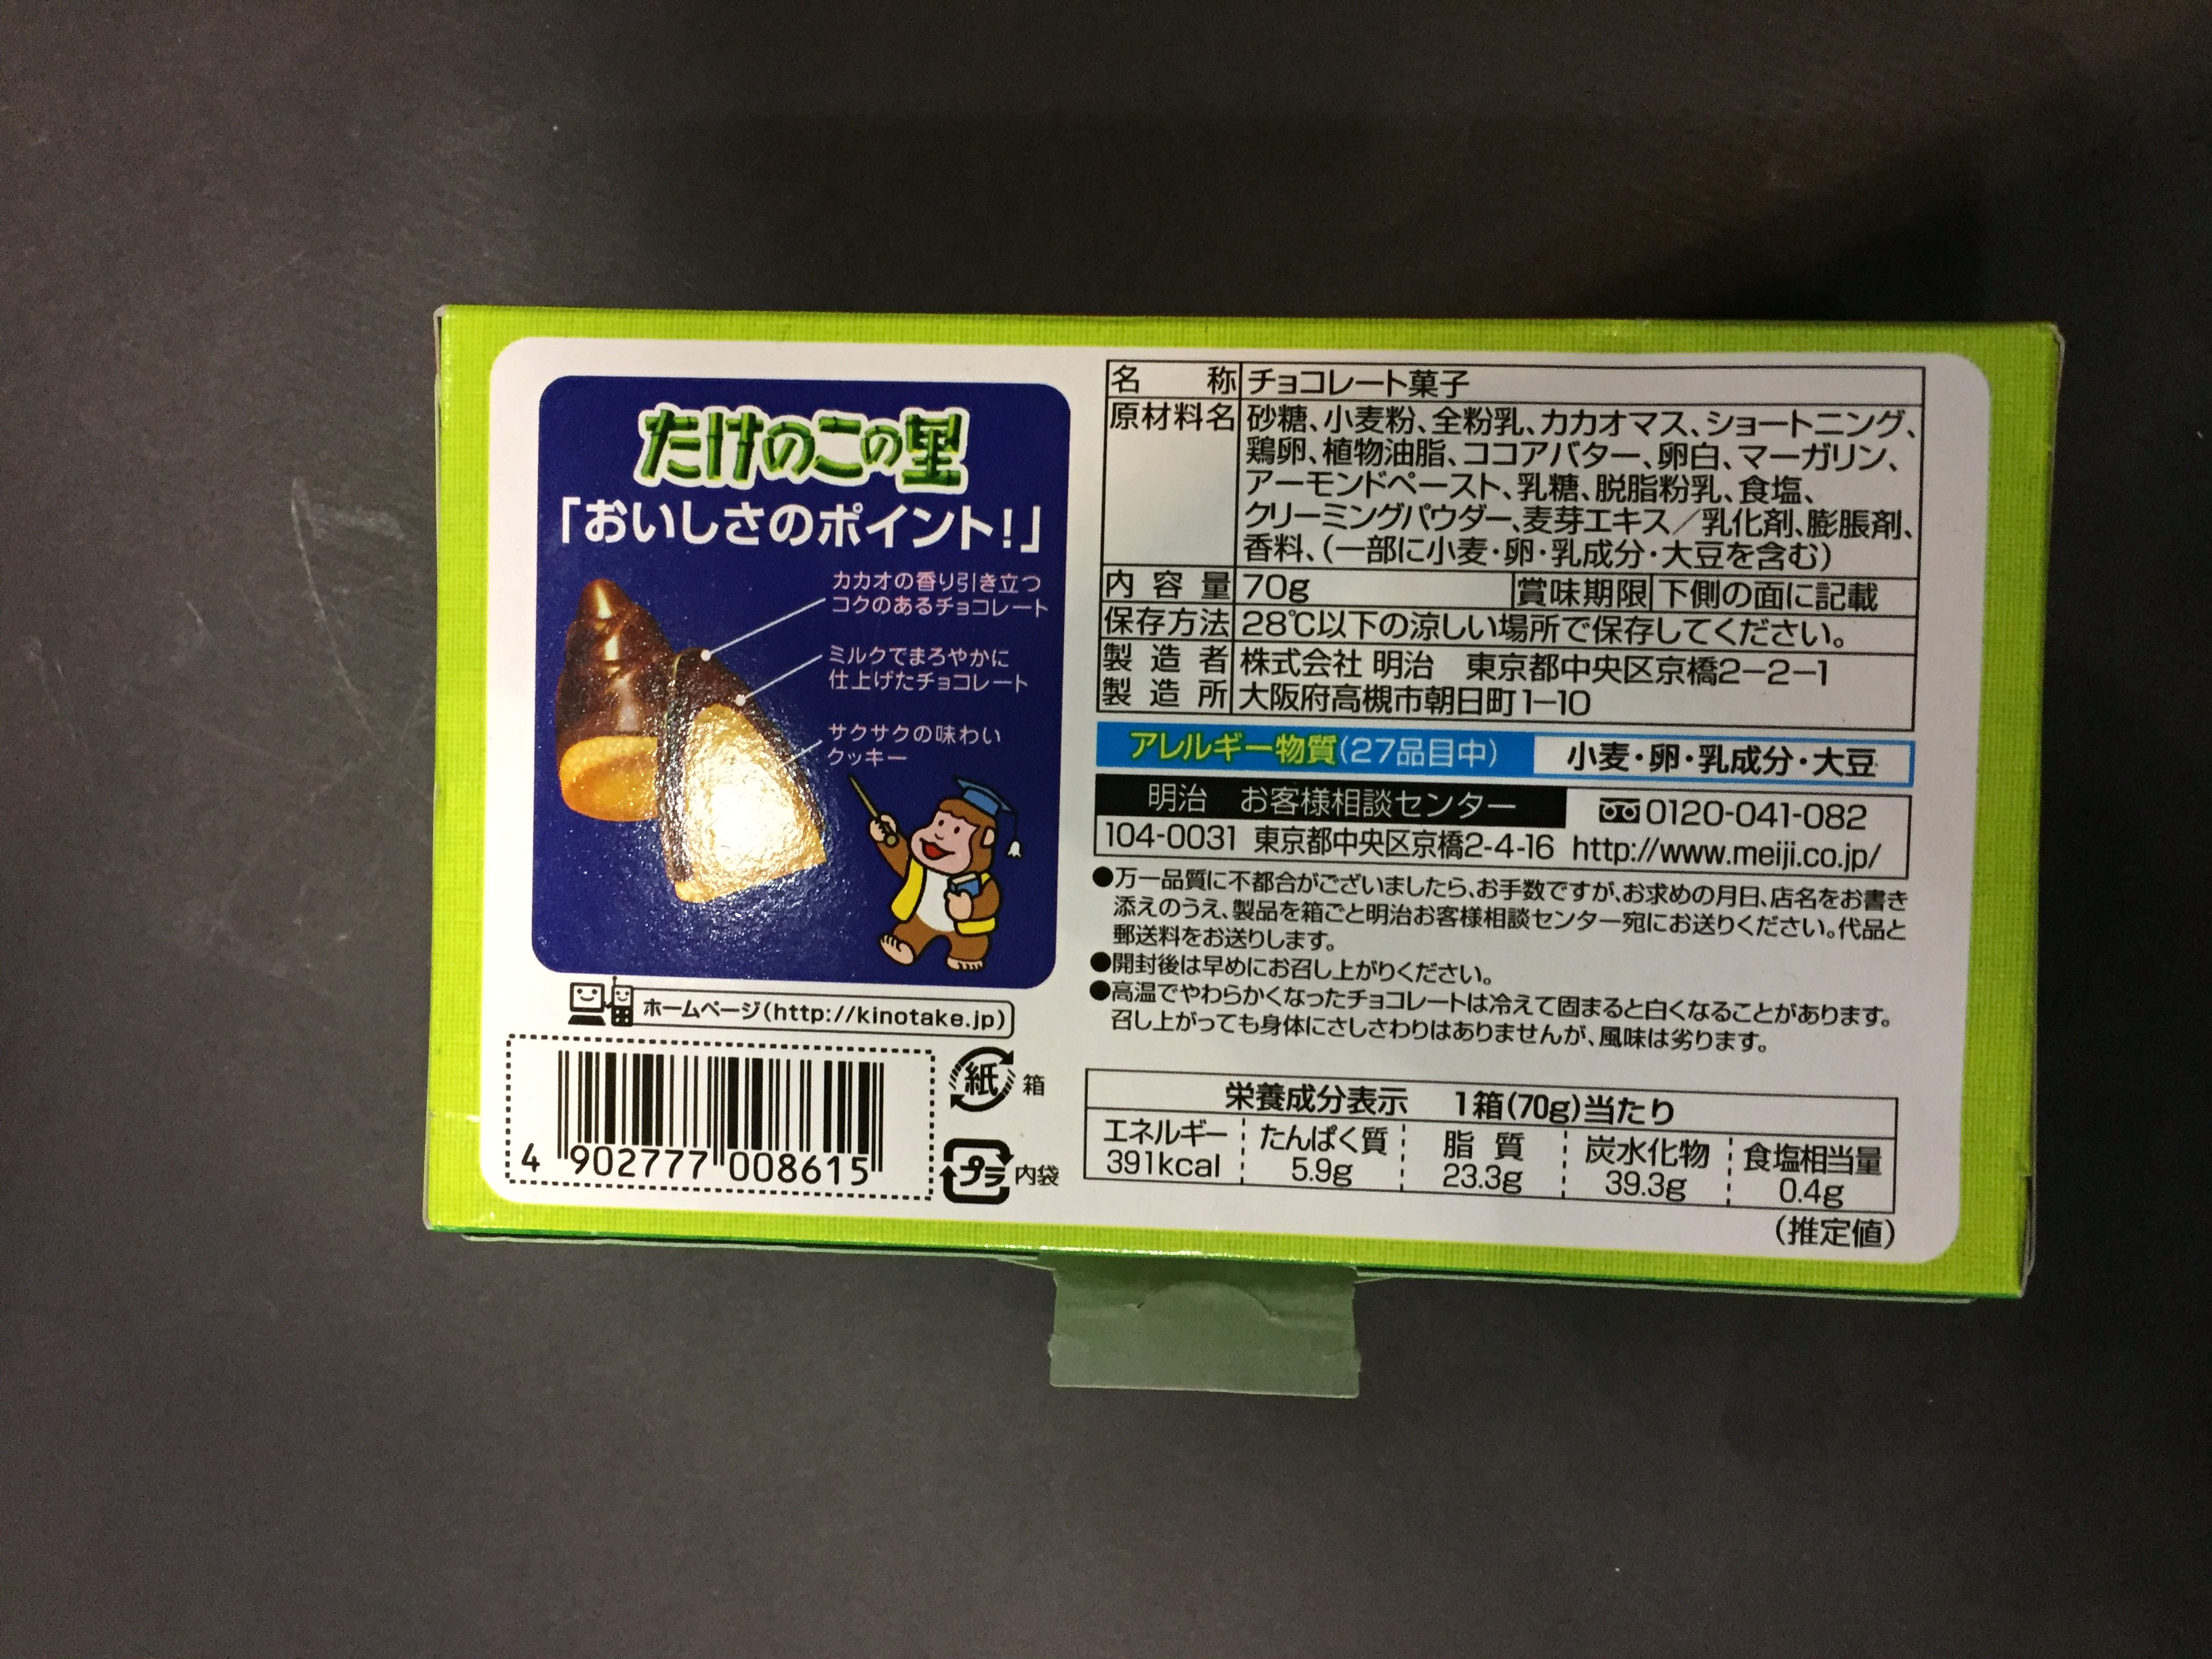 たけのこの里
「おいしさのポイント!」
カカオの香り引き立つ
コクのあるチョコレート
ミルクでまろやかに
仕上げたチョコレート
サクサクの味わい
クッキー
ホームページ(http://kinotake.jp)
紙
箱
プラ
内袋
4 902777 008615
名称 チョコレート菓子
原材料名 砂糖、小麦粉、全粉乳、カカオマス、ショートニング、
鶏卵、植物油脂、ココアバター、卵白、マーガリン、
アーモンドペースト、乳糖、脱脂粉乳、食塩、
クリーミングパウダー、麦芽エキス／乳化剤、膨脹剤、
香料、(一部に小麦・卵・乳成分・大豆を含む)
内容量 70g 賞味期限 下側の面に記載
保存方法 28℃以下の涼しい場所で保存してください。
製造者 株式会社 明治 東京都中央区京橋2-2-1
製造所 大阪府高槻市朝日町1-10
アレルギー物質(27品目中) 小麦・卵・乳成分・大豆
明治 お客様相談センター 0120-041-082
104-0031 東京都中央区京橋2-4-16 http://www.meiji.co.jp/
●万一品質に不都合がございましたら、お手数ですが、お求めの月日、店名をお書き
添えのうえ、製品を箱ごと明治お客様相談センター宛にお送りください。代品と
郵送料をお送りします。
●開封後は早めにお召し上がりください。
●高温でやわらかくなったチョコレートは冷えて固まると白くなることがあります。
召し上がっても身体にさしさわりはありませんが、風味は劣ります。
栄養成分表示 1箱(70g)当たり
エネルギー たんぱく質 脂質 炭水化物 食塩相当量
391kcal 5.9g 23.3g 39.3g 0.4g
(推定値)